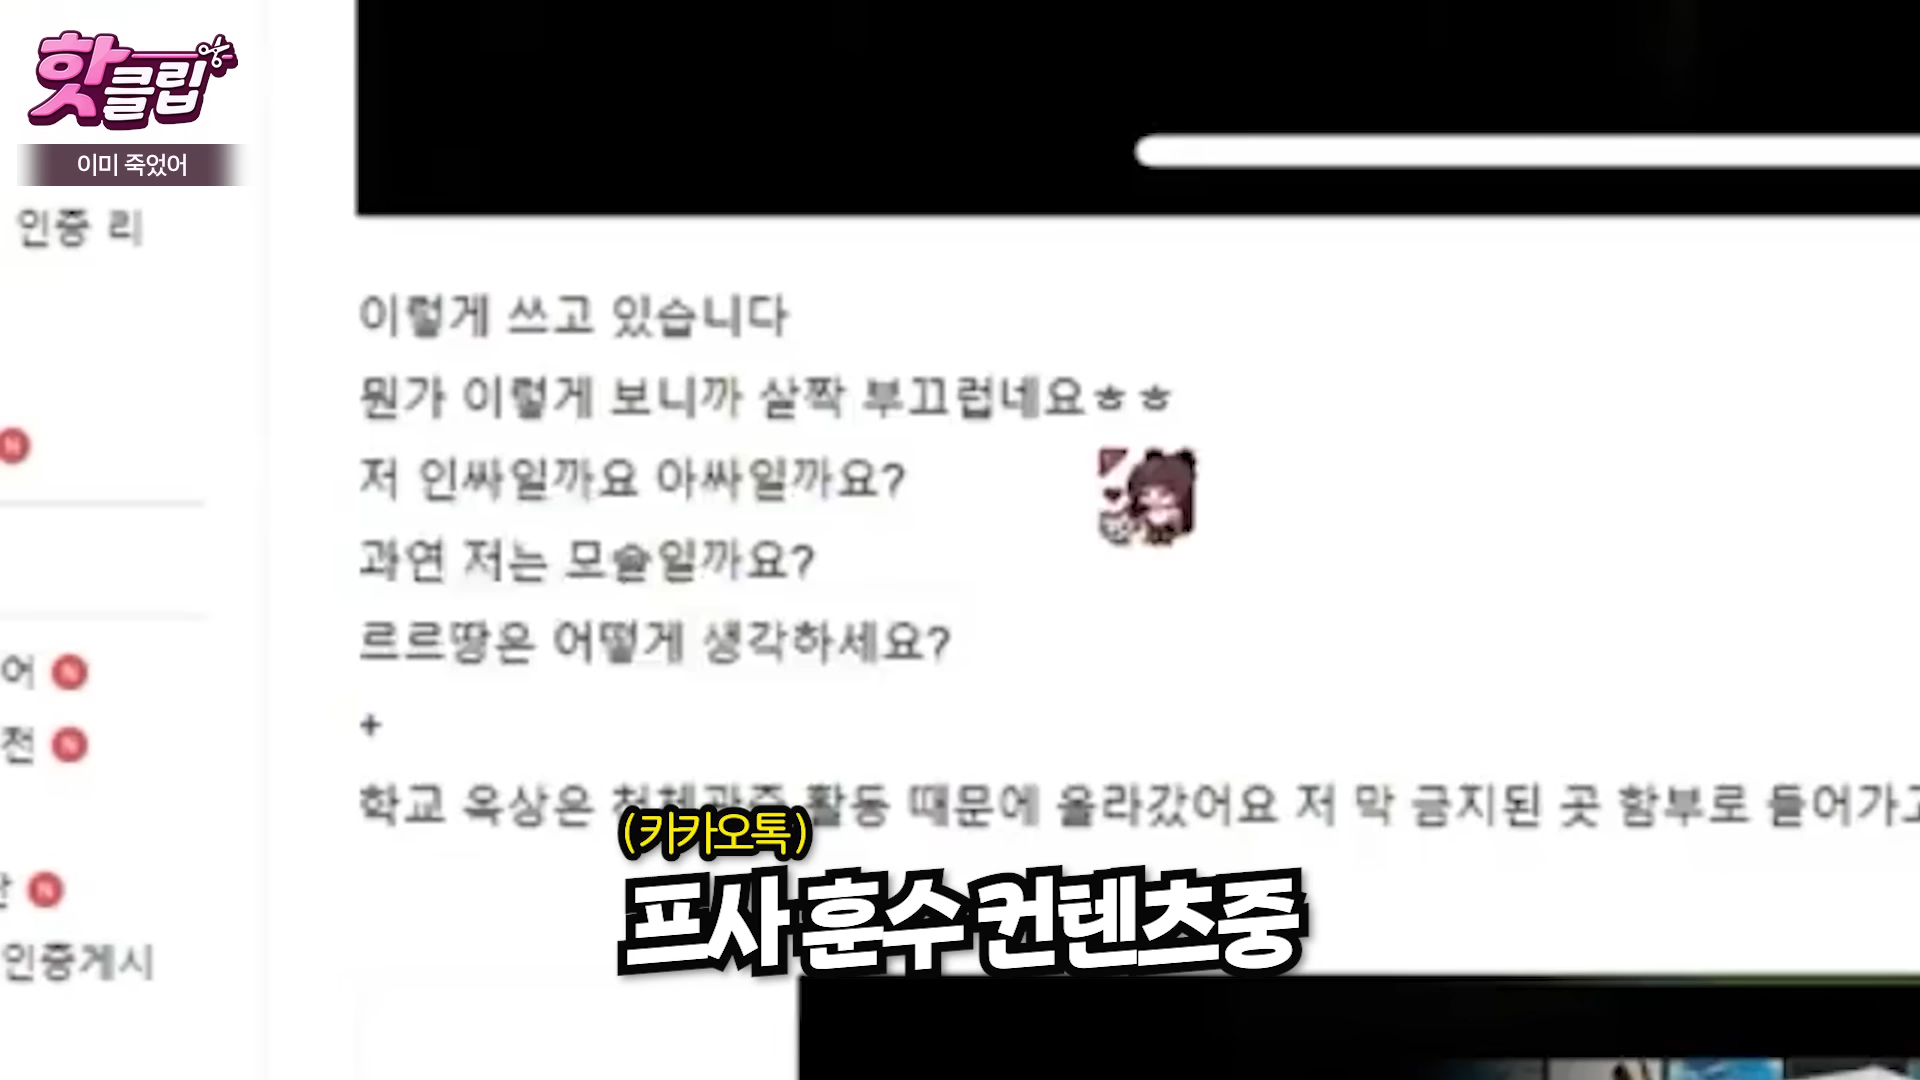 핫클립
이미 죽었어
인증 리
이렇게 쓰고 있습니다
뭔가 이렇게 보니까 살짝 부끄럽네요ㅎㅎ
저 인싸일까요 아싸일까요?
과연 저는 모솔일까요?
르르땅은 어떻게 생각하세요?
+
어 N
전 N
학교 옥상은 천체관측 활동 때문에 올라갔어요 저 막 금지된 곳 함부로 들어가고
(카카오톡)
프사 훈수 컨텐츠중
인증게시